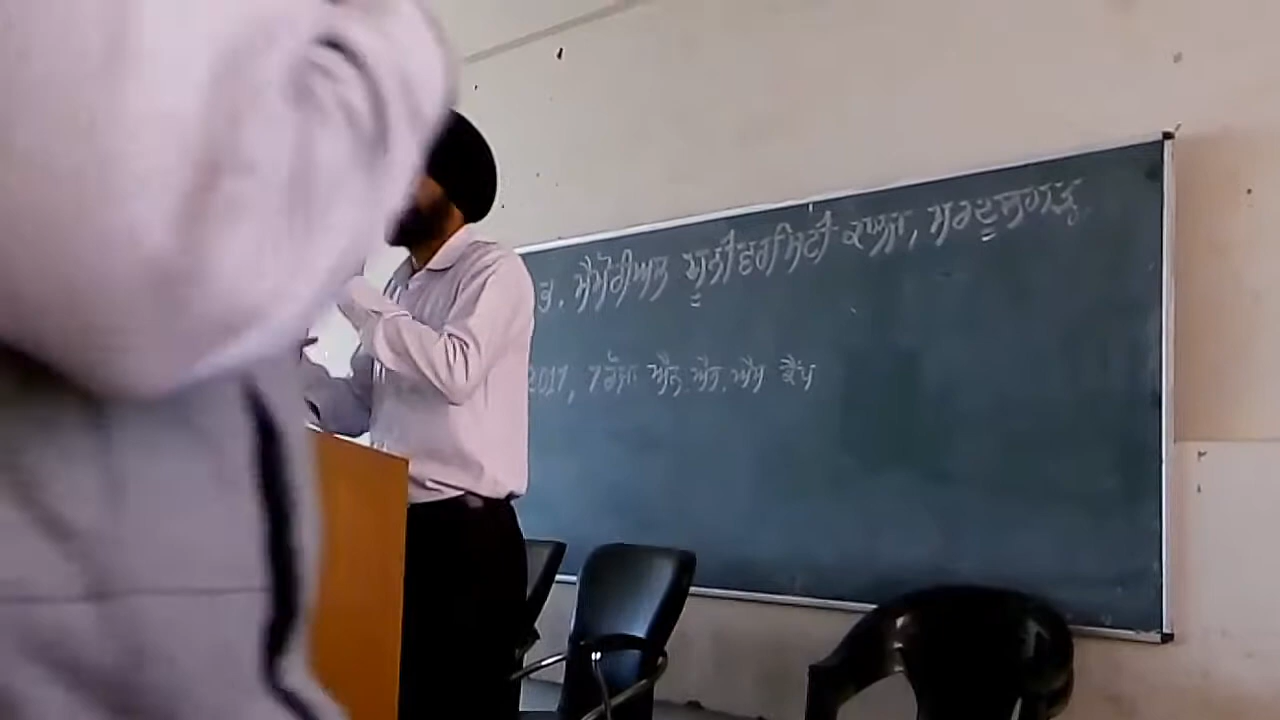 ਮੈਮੋਰੀਅਲ ਯੂਨੀਵਰਸਿਟੀ ਕਾਲਜ, ਸਰਦੂਲਗੜ੍ਹ
2017, 7 ਰੋਜ਼ਾ ਐਨ.ਐਸ.ਐਸ ਕੈਂਪ